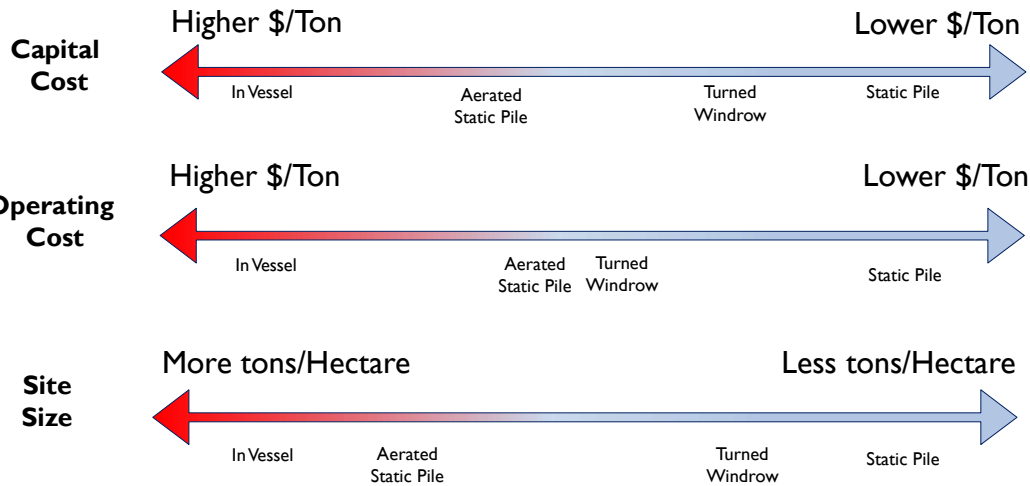 Higher $/Ton
Lower $/Ton
Capital
Cost
In Vessel
Aerated
Static Pile
Turned
Windrow
Static Pile
Higher $/Ton
Lower $/Ton
Operating
Cost
In Vessel
Aerated
Static Pile
Turned
Windrow
Static Pile
More tons/Hectare
Less tons/Hectare
Site
Size
In Vessel
Aerated
Static Pile
Turned
Windrow
Static Pile